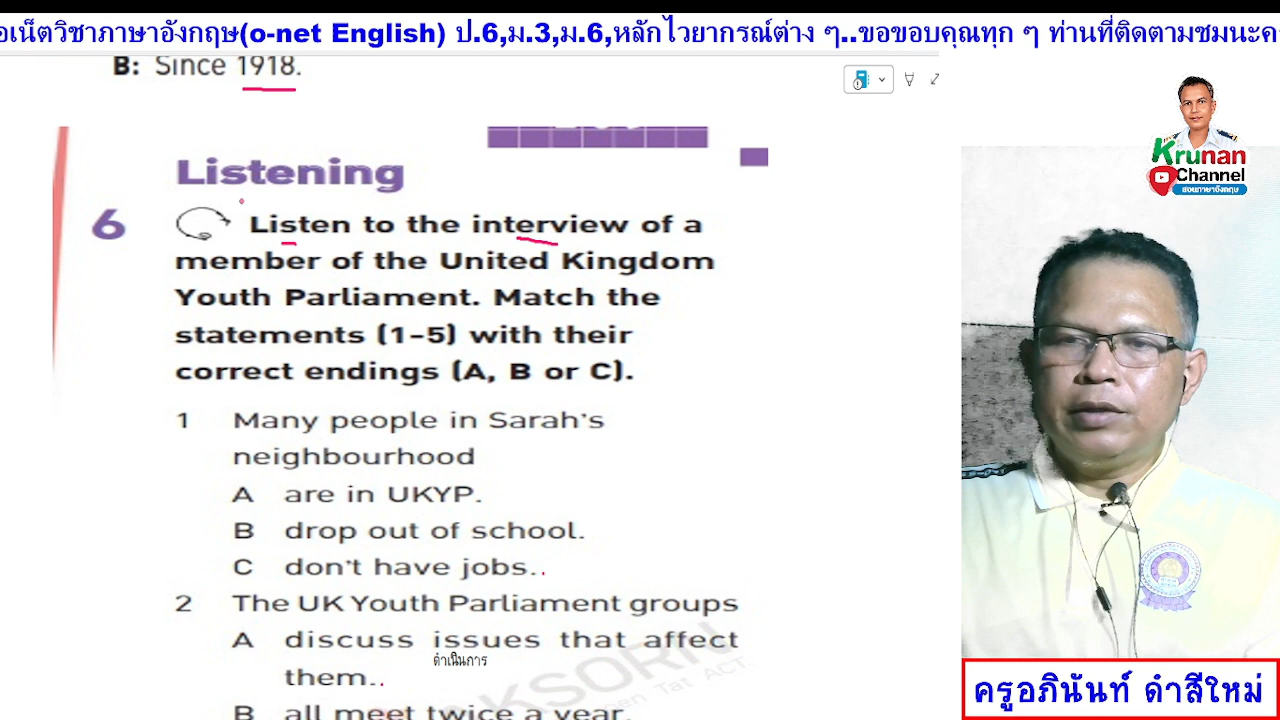 อเน็ตวิชาภาษาอังกฤษ(o-net English) ป.6,ม.3,ม.6,หลักไวยากรณ์ต่าง ๆ..ขอขอบคุณทุก ๆ ท่านที่ติดตามชมนะค
B: Since 1918.
Krunan
Channel
สอนภาษาอังกฤษ
Listening
6 Listen to the interview of a
member of the United Kingdom
Youth Parliament. Match the
statements (1-5) with their
correct endings (A, B or C).
1 Many people in Sarah's
neighbourhood
A are in UKYP.
B drop out of school.
C don't have jobs..
2 The UK Youth Parliament groups
A discuss issues that affect
ดำเนินการ
them..
B all meet twice a year.
AKSORN
Tat ACT
ครูอภินันท์ ดำลีใหม่